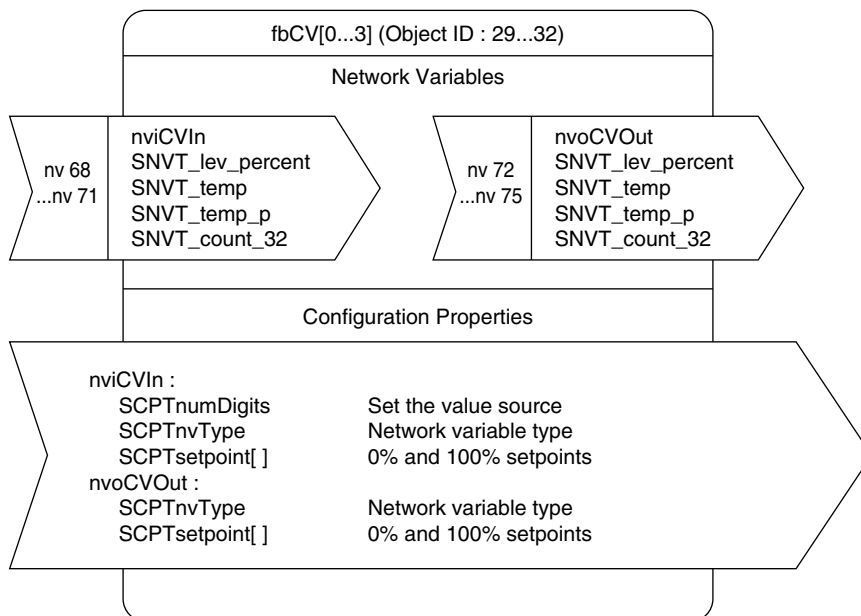 fbCV[0...3] (Object ID : 29...32)
Network Variables
nv 68
...nv 71
nviCVIn
SNVT_lev_percent
SNVT_temp
SNVT_temp_p
SNVT_count_32
nv 72
...nv 75
nvoCVOut
SNVT_lev_percent
SNVT_temp
SNVT_temp_p
SNVT_count_32
Configuration Properties
nviCVIn :
SCPTnumDigits Set the value source
SCPTnvType Network variable type
SCPTsetpoint[ ] 0% and 100% setpoints
nvoCVOut :
SCPTnvType Network variable type
SCPTsetpoint[ ] 0% and 100% setpoints